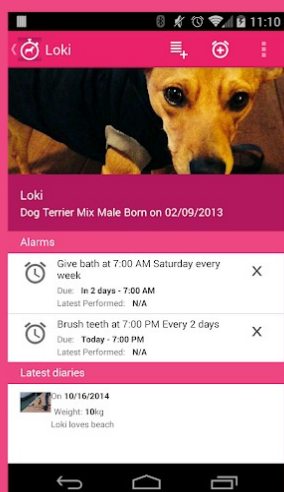 11:10
Loki
Loki
Dog Terrier Mix Male Born on 02/09/2013
Alarms
Give bath at 7:00 AM Saturday every
week
X
Due: In 2 days - 7:00 AM
Latest Performed: N/A
Brush teeth at 7:00 PM Every 2 days
X
Due: Today - 7:00 PM
Latest Performed: N/A
Latest diaries
On 10/16/2014
Weight: 10kg
Loki loves beach